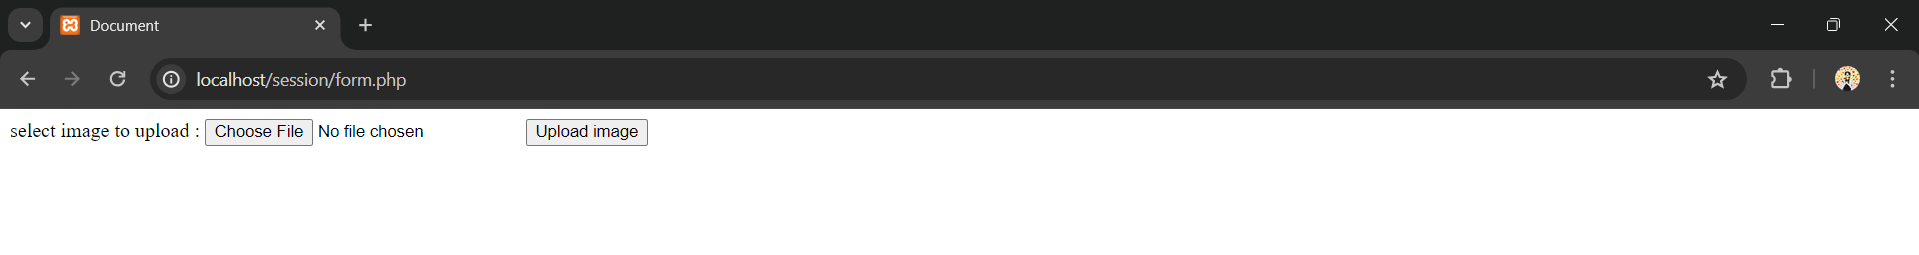 Document
localhost/session/form.php
select image to upload : Choose File No file chosen Upload image